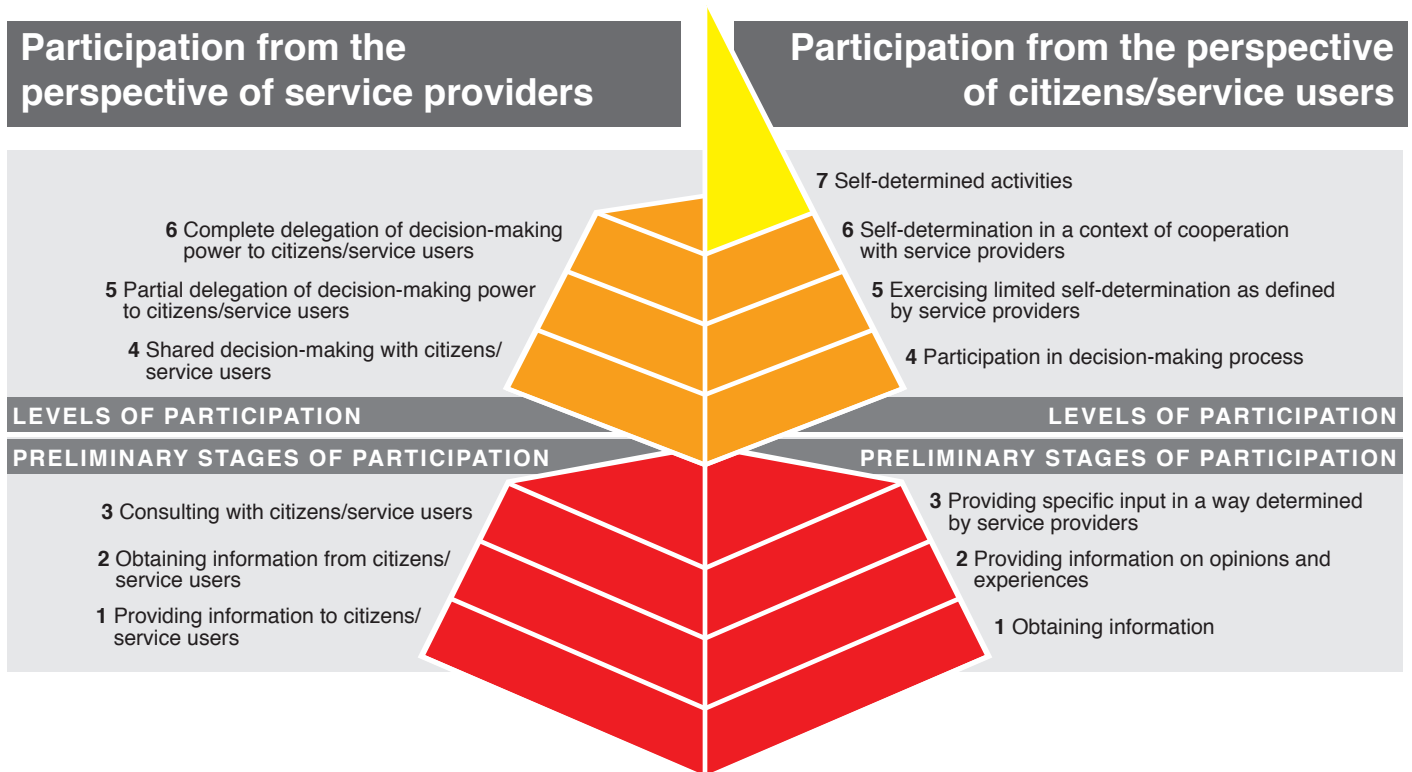 Participation from the
perspective of service providers
Participation from the perspective
of citizens/service users
6 Complete delegation of decision-making
power to citizens/service users
5 Partial delegation of decision-making power
to citizens/service users
4 Shared decision-making with citizens/
service users
LEVELS OF PARTICIPATION
PRELIMINARY STAGES OF PARTICIPATION
3 Consulting with citizens/service users
2 Obtaining information from citizens/
service users
1 Providing information to citizens/
service users
7 Self-determined activities
6 Self-determination in a context of cooperation
with service providers
5 Exercising limited self-determination as defined
by service providers
4 Participation in decision-making process
LEVELS OF PARTICIPATION
PRELIMINARY STAGES OF PARTICIPATION
3 Providing specific input in a way determined
by service providers
2 Providing information on opinions and
experiences
1 Obtaining information